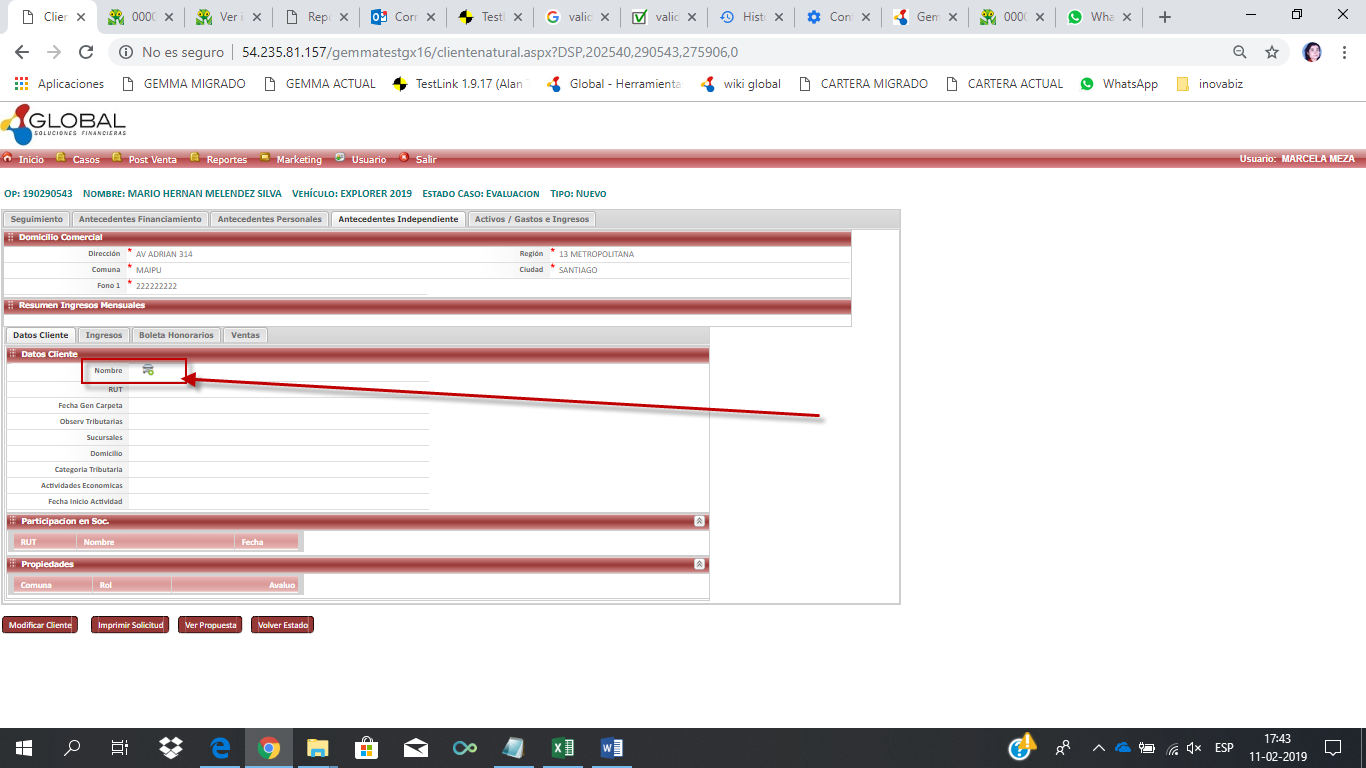 Clien
0000
Ver i
Repo
Corr
TestL
valid
valid
Histo
Con
Gem
0000
Wha
No es seguro | 54.235.81.157/gemmatestgx16/clientenatural.aspx?DSP,202540,290543,275906,0
Aplicaciones
GEMMA MIGRADO
GEMMA ACTUAL
TestLink 1.9.17 (Alan
Global - Herramienta
wiki global
CARTERA MIGRADO
CARTERA ACTUAL
WhatsApp
inovabiz
GLOBAL
SOLUCIONES FINANCIERAS
Inicio Casos Post Venta Reportes Marketing Usuario Salir Usuario: MARCELA MEZA
OP: 190290543 NOMBRE: MARIO HERNAN MELENDEZ SILVA VEHÍCULO: EXPLORER 2019 ESTADO CASO: EVALUACION TIPO: NUEVO
Seguimiento Antecedentes Financiamiento Antecedentes Personales Antecedentes Independiente Activos / Gastos e Ingresos
Domicilio Comercial
Dirección * AV ADRIAN 314 Región * 13 METROPOLITANA
Comuna * MAIPU Ciudad * SANTIAGO
Fono 1 * 222222222
Resumen Ingresos Mensuales
Datos Cliente Ingresos Boleta Honorarios Ventas
Datos Cliente
Nombre
RUT
Fecha Gen Carpeta
Observ Tributarias
Sucursales
Domicilio
Categoria Tributaria
Actividades Economicas
Fecha Inicio Actividad
Participacion en Soc.
RUT Nombre Fecha
Propiedades
Comuna Rol Avaluo
Modificar Cliente Imprimir Solicitud Ver Propuesta Volver Estado
ESP
17:43
11-02-2019